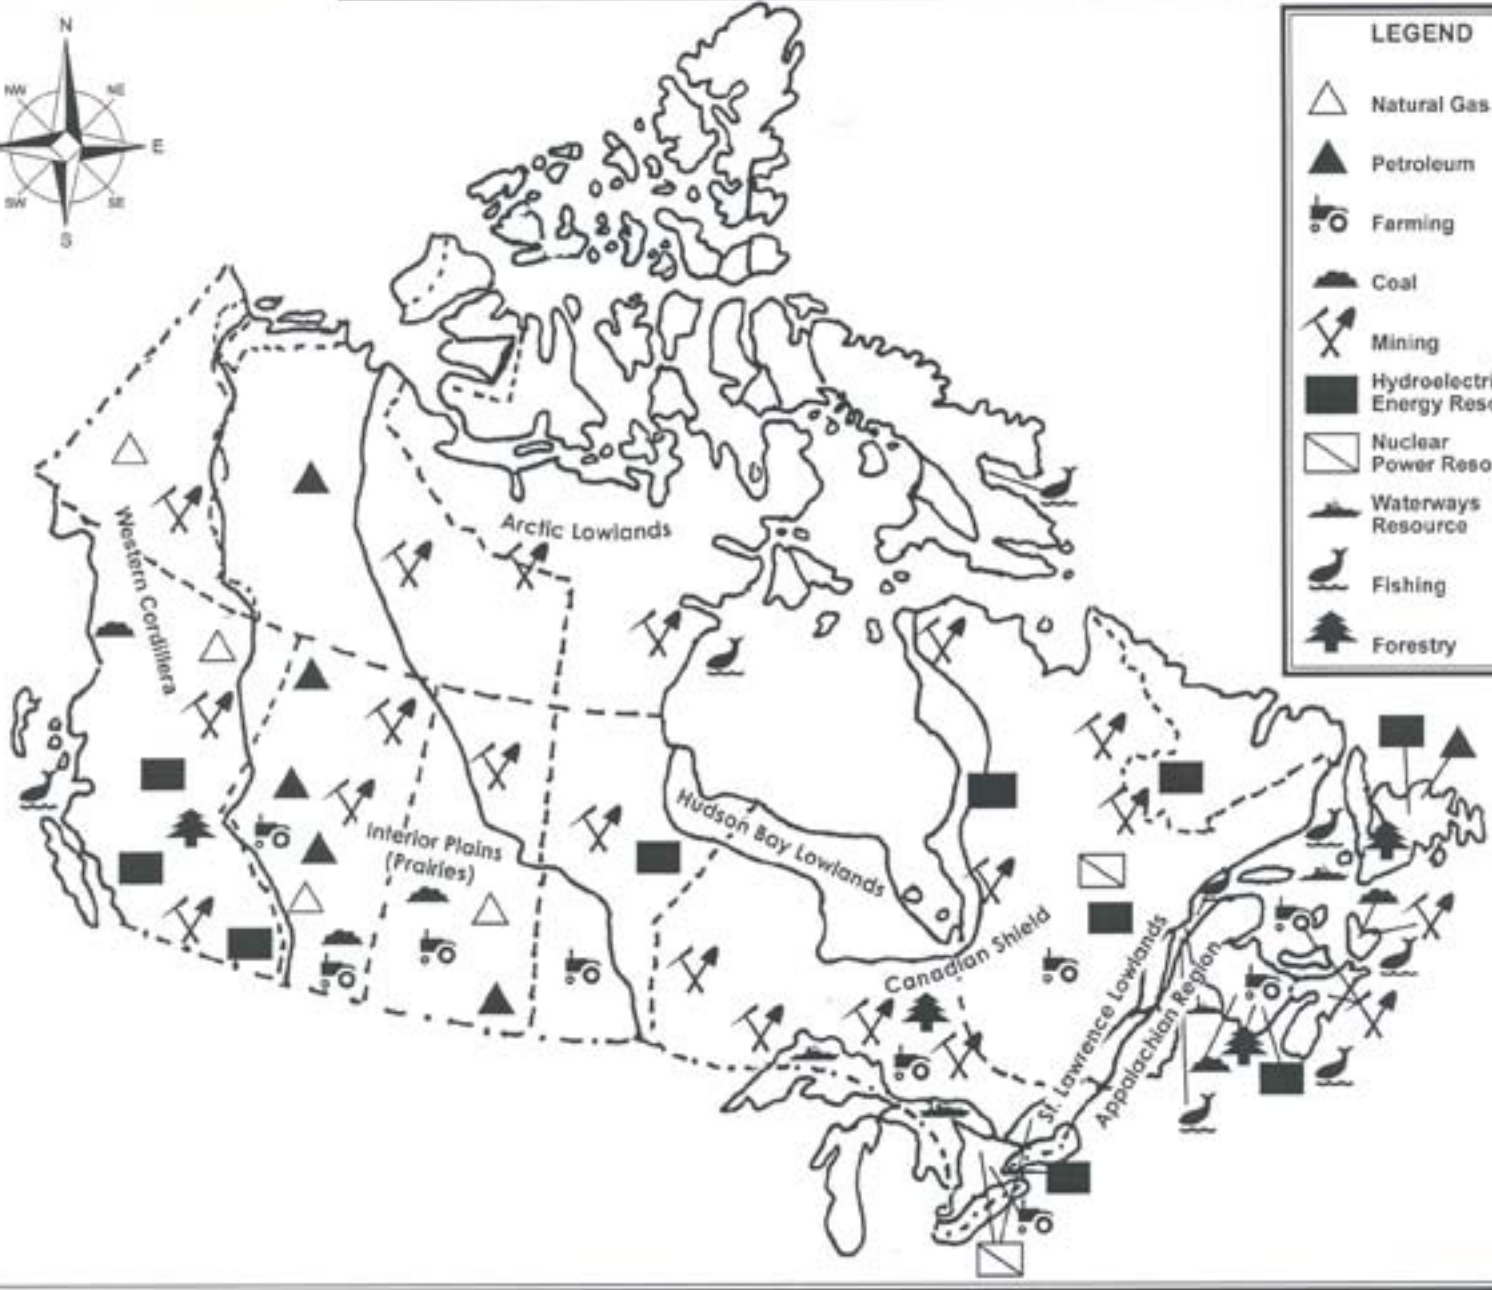 N
NW
NE
E
SW
SE
S
LEGEND
Natural Gas
Petroleum
Farming
Coal
Mining
Hydroelectri
Energy Reso
Nuclear
Power Reso
Waterways
Resource
Fishing
Forestry
Arctic Lowlands
Western Cordilliera
Interior Plains
(Prairies)
Hudson Bay Lowlands
Canadian Shield
St. Lawrence Lowlands
Appalachian Region